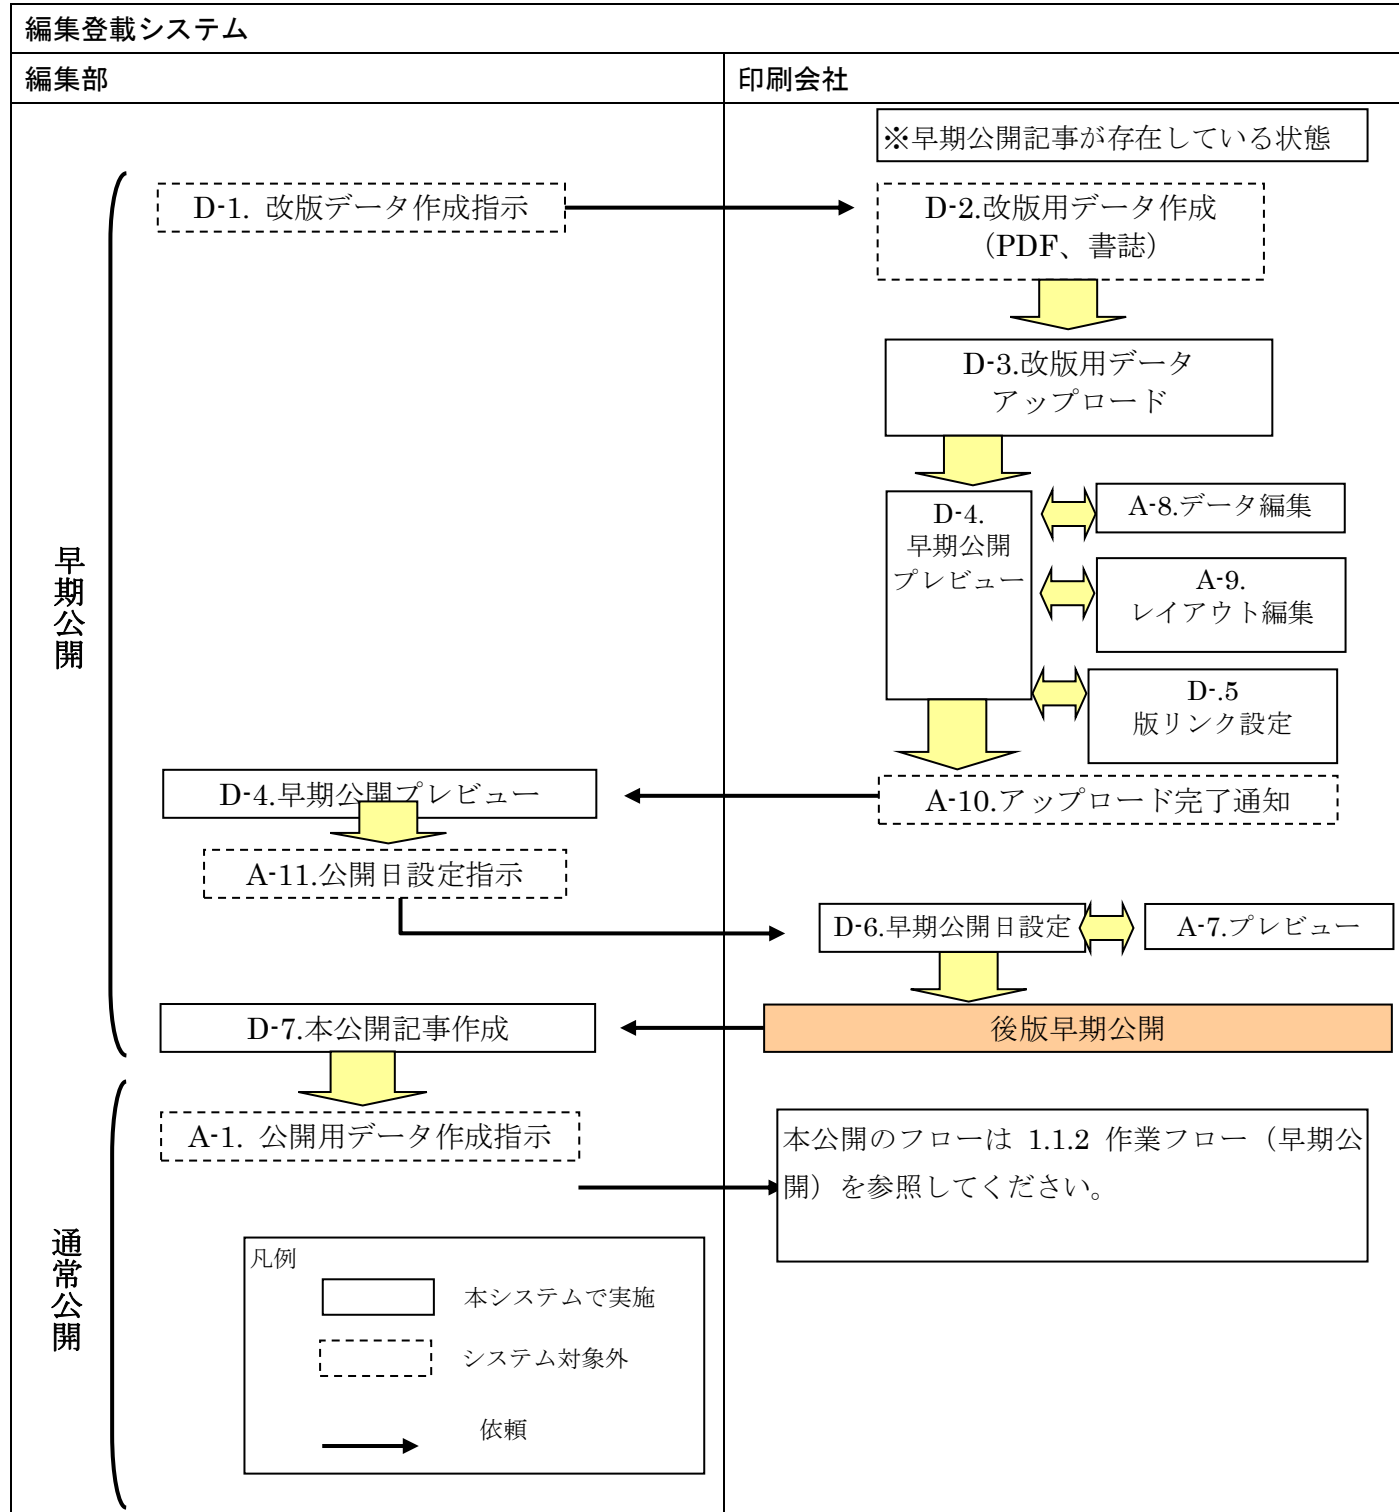 編集登載システム
編集部
印刷会社
※早期公開記事が存在している状態
早期公開
D-1. 改版データ作成指示
D-2.改版用データ作成
（PDF、書誌）
D-3.改版用データ
アップロード
D-4.
早期公開
プレビュー
A-8.データ編集
A-9.
レイアウト編集
D-.5
版リンク設定
D-4.早期公開プレビュー
A-10.アップロード完了通知
A-11.公開日設定指示
D-6.早期公開日設定
A-7.プレビュー
D-7.本公開記事作成
後版早期公開
通常公開
A-1. 公開用データ作成指示
本公開のフローは 1.1.2 作業フロー（早期公
開）を参照してください。
凡例
本システムで実施
システム対象外
依頼